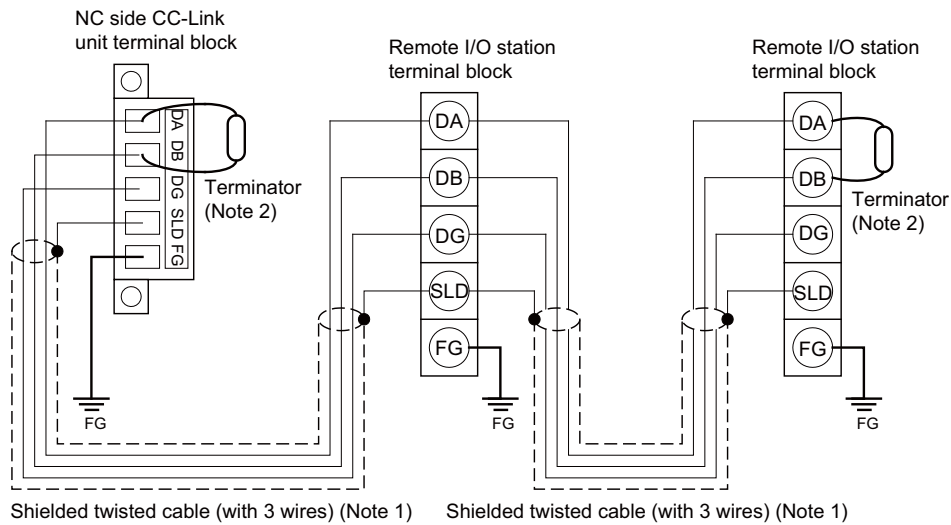 NC side CC-Link
unit terminal block
Remote I/O station
terminal block
Remote I/O station
terminal block
DA
DB
DG
SLD
FG
Terminator
(Note 2)
FG
DA
DB
DG
SLD
FG
FG
DA
DB
DG
SLD
FG
Terminator
(Note 2)
FG
Shielded twisted cable (with 3 wires) (Note 1)
Shielded twisted cable (with 3 wires) (Note 1)